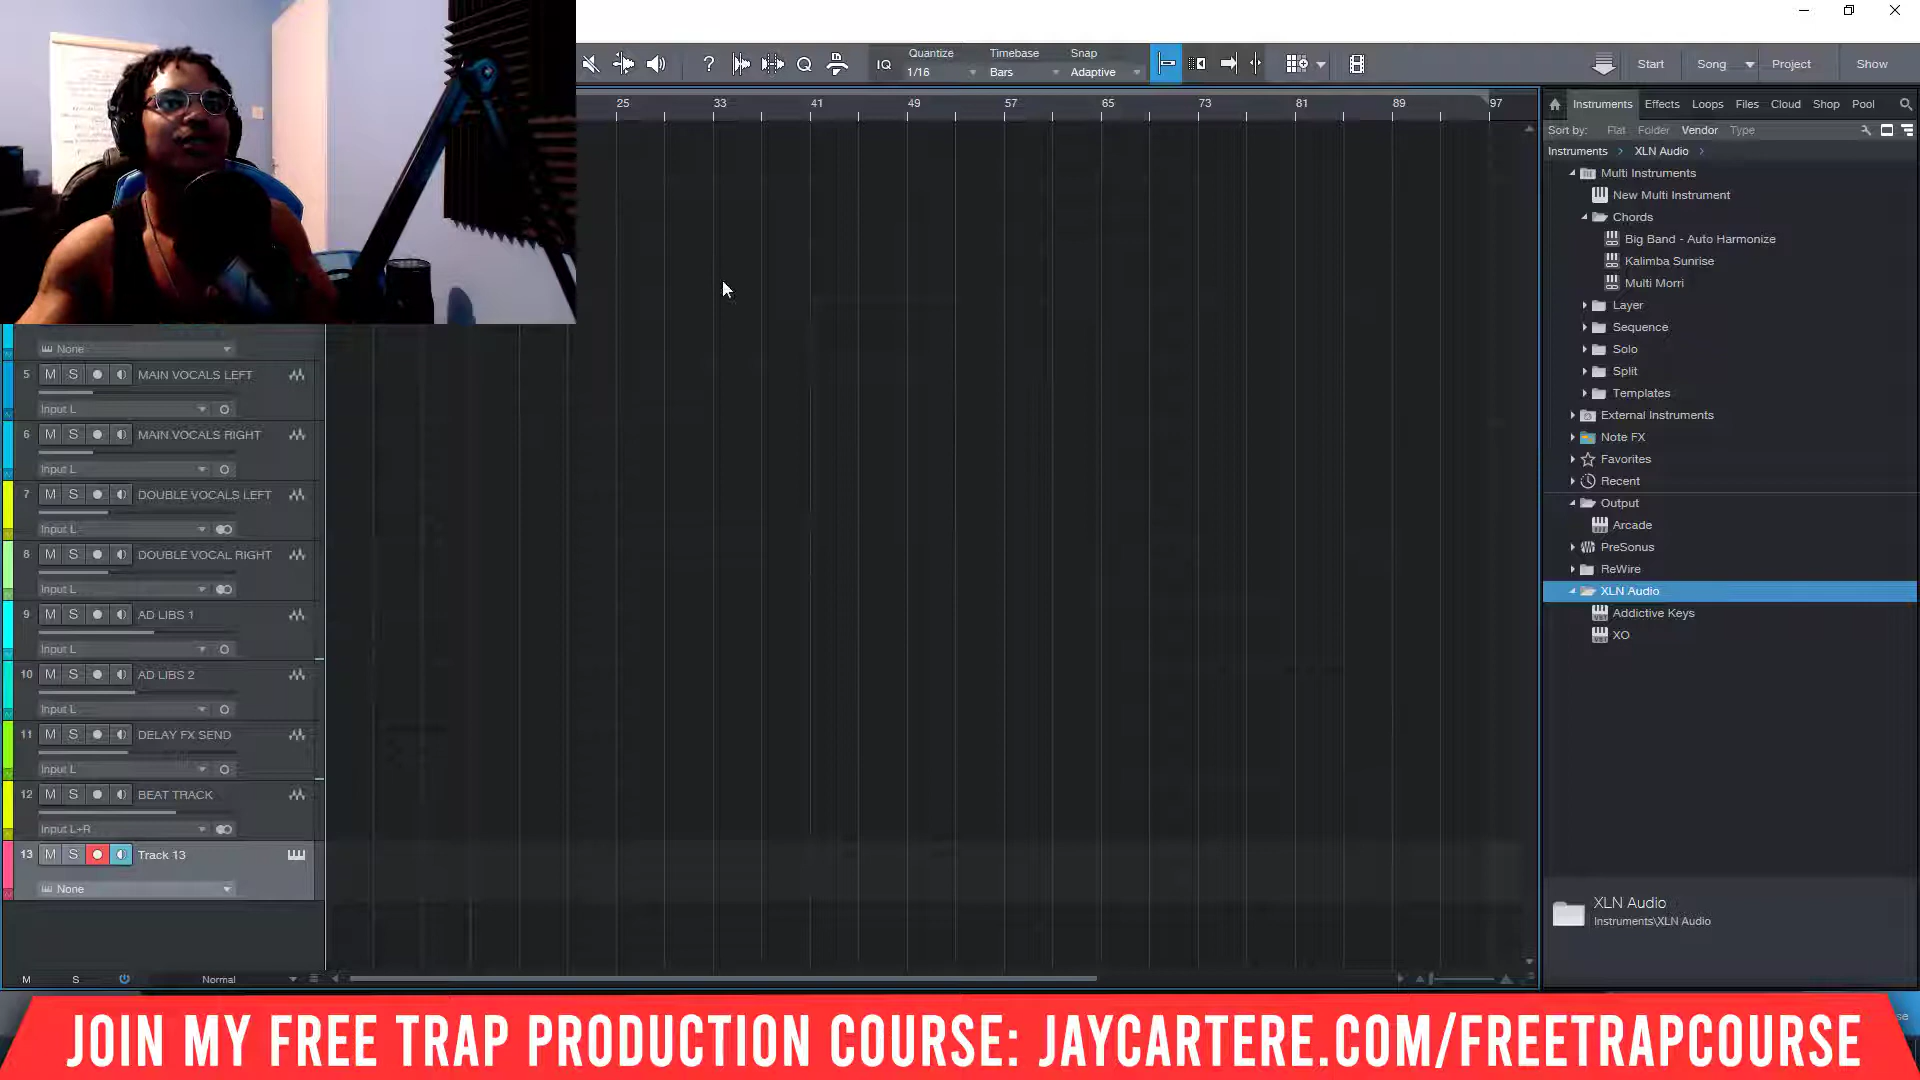 Quantize
1/16
Timebase
Bars
Snap
Adaptive
IQ
Start
Song
Project
Show
25 33 41 49 57 65 73 81 89 97
Instruments Effects Loops Files Cloud Shop Pool
Sort by: Flat Folder Vendor Type
Instruments > XLN Audio >
Multi Instruments
New Multi Instrument
Chords
Big Band - Auto Harmonize
Kalimba Sunrise
Multi Morri
Layer
Sequence
Solo
Split
Templates
External Instruments
Note FX
Favorites
Recent
Output
Arcade
PreSonus
ReWire
XLN Audio
Addictive Keys
XO
XLN Audio
Instruments\XLN Audio
None
5 M S MAIN VOCALS LEFT
Input L
6 M S MAIN VOCALS RIGHT
Input L
7 M S DOUBLE VOCALS LEFT
Input L
8 M S DOUBLE VOCAL RIGHT
Input L
9 M S AD LIBS 1
Input L
10 M S AD LIBS 2
Input L
11 M S DELAY FX SEND
Input L
12 M S BEAT TRACK
Input L+R
13 M S Track 13
None
M S Normal
JOIN MY FREE TRAP PRODUCTION COURSE: JAYCARTERE.COM/FREETRAPCOURSE